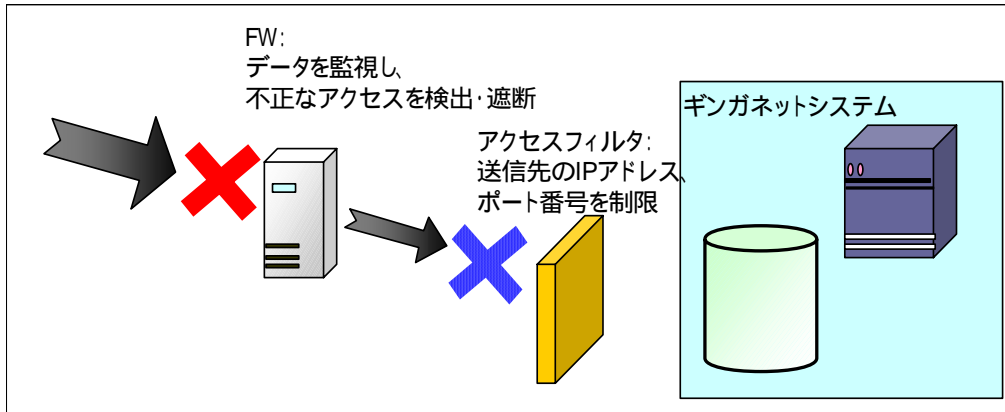 FW:
データを監視し、
不正なアクセスを検出・遮断
アクセスフィルタ:
送信先のIPアドレス、
ポート番号を制限
ギンガネットシステム